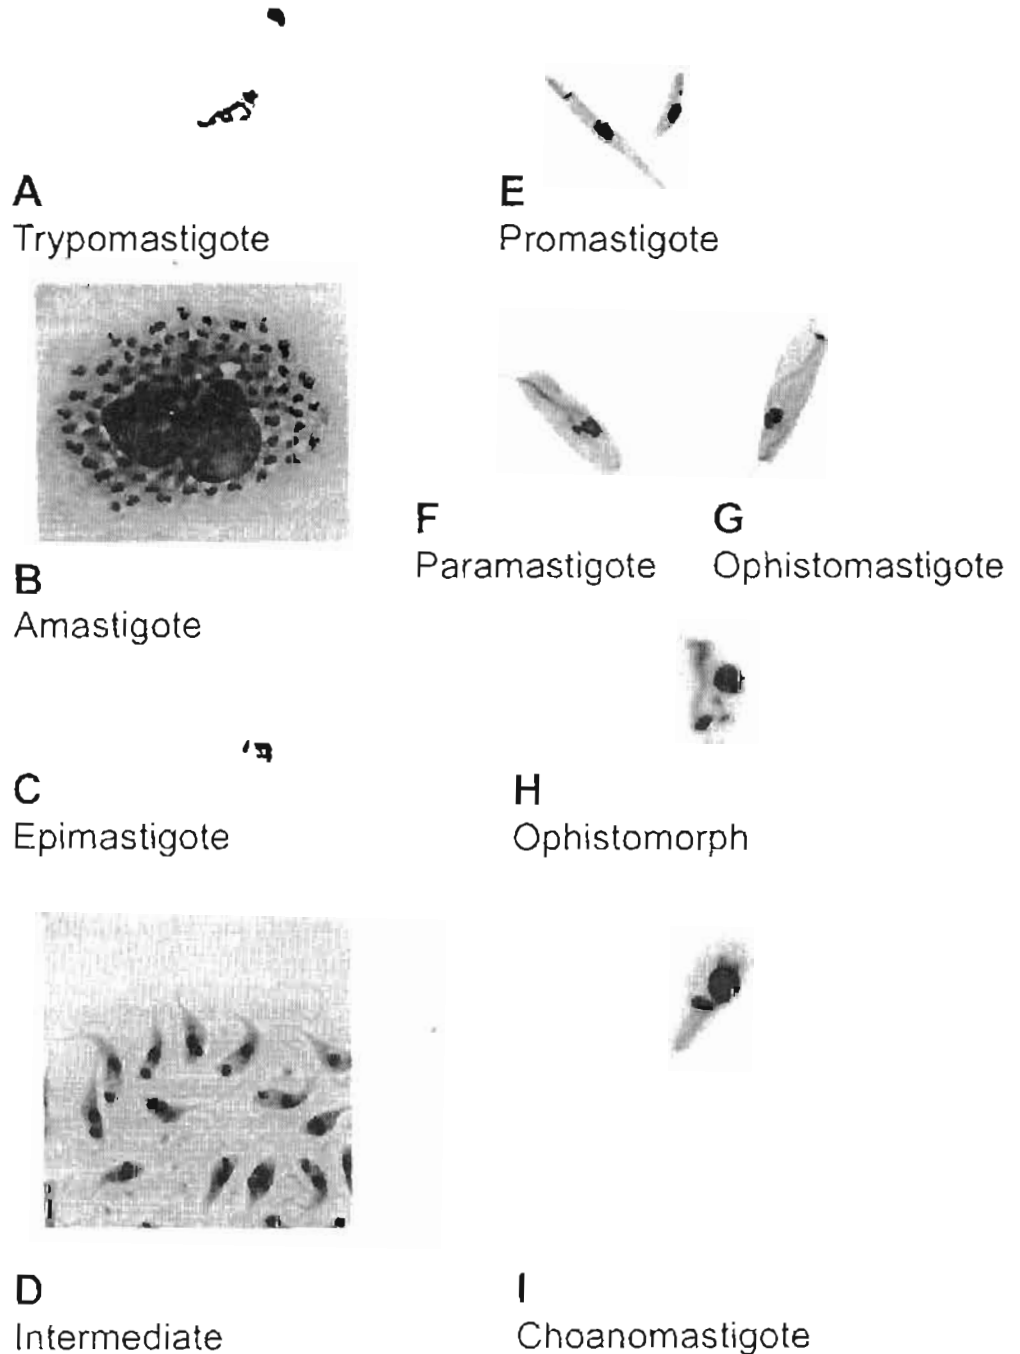 A
Trypomastigote
B
Amastigote
C
Epimastigote
D
Intermediate
E
Promastigote
F
Paramastigote
G
Ophistomastigote
H
Ophistomorph
I
Choanomastigote